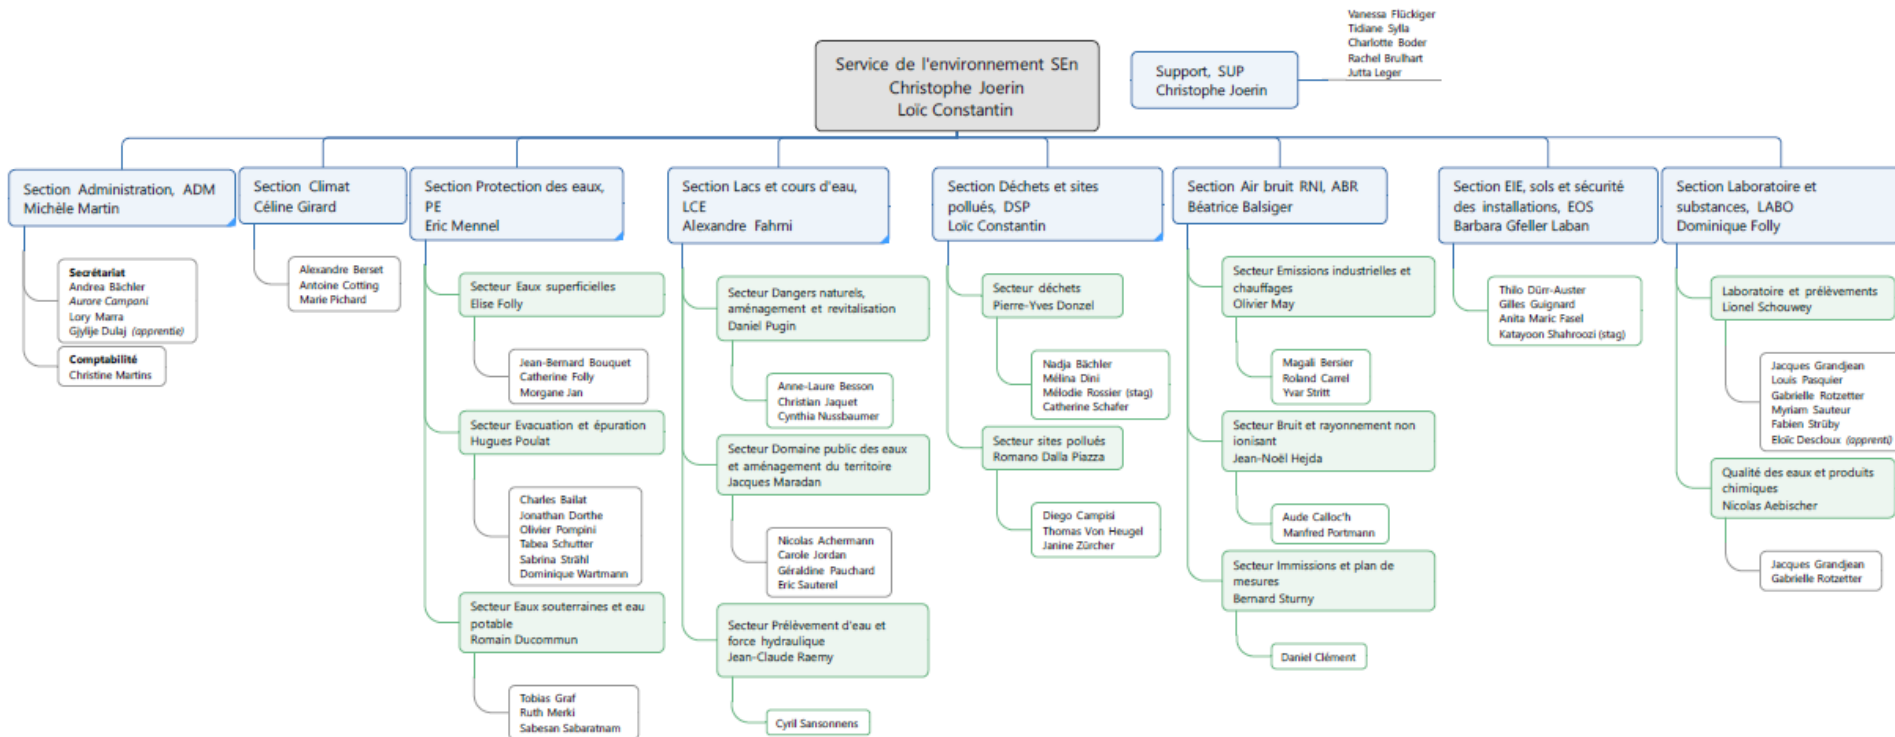 Vanessa Flückiger
Tidiane Sylla
Charlotte Boder
Rachel Brulhart
Jutta Leger
Service de l'environnement SEn
Christophe Joerin
Loïc Constantin
Support, SUP
Christophe Joerin
Section Administration, ADM
Michèle Martin
Secrétariat
Andrea Bächler
Aurore Campani
Lory Marra
Gjylije Dulaj (apprentie)
Comptabilité
Christine Martins
Section Climat
Céline Girard
Alexandre Berset
Antoine Cotting
Marie Pichard
Section Protection des eaux,
PE
Eric Mennel
Secteur Eaux superficielles
Elise Folly
Jean-Bernard Bouquet
Catherine Folly
Morgane Jan
Secteur Evacuation et épuration
Hugues Poulat
Charles Bailat
Jonathan Dorthe
Olivier Pompini
Tabea Schutter
Sabrina Strähl
Dominique Wartmann
Secteur Eaux souterraines et eau
potable
Romain Ducommun
Tobias Graf
Ruth Merki
Sabesan Sabaratnam
Section Lacs et cours d'eau,
LCE
Alexandre Fahrni
Secteur Dangers naturels,
aménagement et revitalisation
Daniel Pugin
Anne-Laure Besson
Christian Jaquet
Cynthia Nussbaumer
Secteur Domaine public des eaux
et aménagement du territoire
Jacques Maradan
Nicolas Achermann
Carole Jordan
Géraldine Pauchard
Eric Sauterel
Secteur Prélèvement d'eau et
force hydraulique
Jean-Claude Raemy
Cyril Sansonnens
Section Déchets et sites
pollués, DSP
Loïc Constantin
Secteur déchets
Pierre-Yves Donzel
Nadja Bächler
Mélina Dini
Mélodie Rossier (stag)
Catherine Schafer
Secteur sites pollués
Romano Dalla Piazza
Diego Campisi
Thomas Von Heugel
Janine Zürcher
Section Air bruit RNI, ABR
Béatrice Balsiger
Secteur Emissions industrielles et
chauffages
Olivier May
Magali Bersier
Roland Carrel
Yvar Stritt
Secteur Bruit et rayonnement non
ionisant
Jean-Noël Hejda
Aude Calloc'h
Manfred Portmann
Secteur Immissions et plan de
mesures
Bernard Sturny
Daniel Clément
Section EIE, sols et sécurité
des installations, EOS
Barbara Gfeller Laban
Thilo Dürr-Auster
Gilles Guignard
Anita Maric Fasel
Katayoon Shahroozi (stag)
Section Laboratoire et
substances, LABO
Dominique Folly
Laboratoire et prélèvements
Lionel Schouwey
Jacques Grandjean
Louis Pasquier
Gabrielle Rotzetter
Myriam Sauteur
Fabien Strüby
Eloïc Descloux (apprenti)
Qualité des eaux et produits
chimiques
Nicolas Aebischer
Jacques Grandjean
Gabrielle Rotzetter